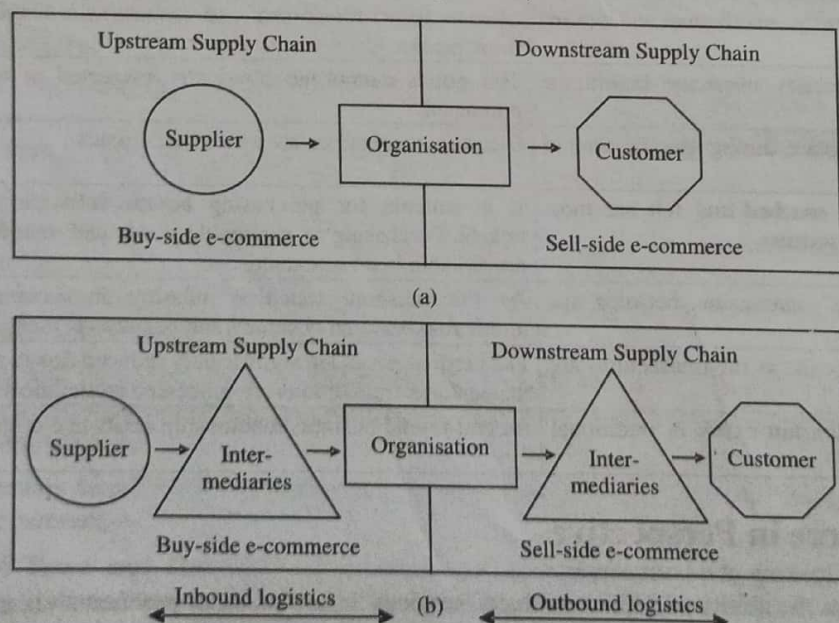 Upstream Supply Chain
Downstream Supply Chain
Supplier
Organisation
Customer
Buy-side e-commerce
Sell-side e-commerce
(a)
Upstream Supply Chain
Downstream Supply Chain
Supplier
Inter-
mediaries
Organisation
Inter-
mediaries
Customer
Buy-side e-commerce
Sell-side e-commerce
Inbound logistics
(b)
Outbound logistics